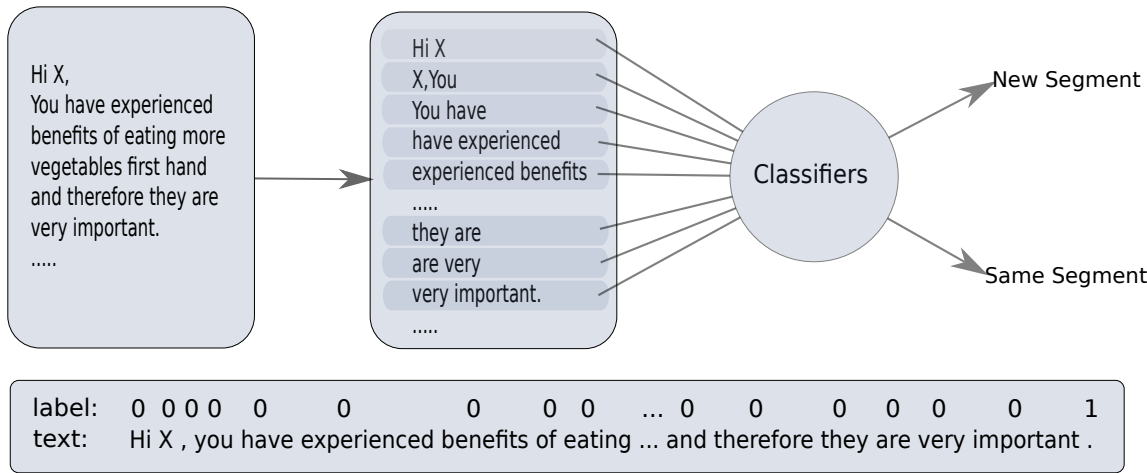 Hi X,
You have experienced
benefits of eating more
vegetables first hand
and therefore they are
very important.
.....
Hi X
X,You
You have
have experienced
experienced benefits
.....
they are
are very
very important.
.....
Classifiers
New Segment
Same Segment
label: 0 0 0 0 0 0 0 0 0 ... 0 0 0 0 0 0 1
text: Hi X , you have experienced benefits of eating ... and therefore they are very important .